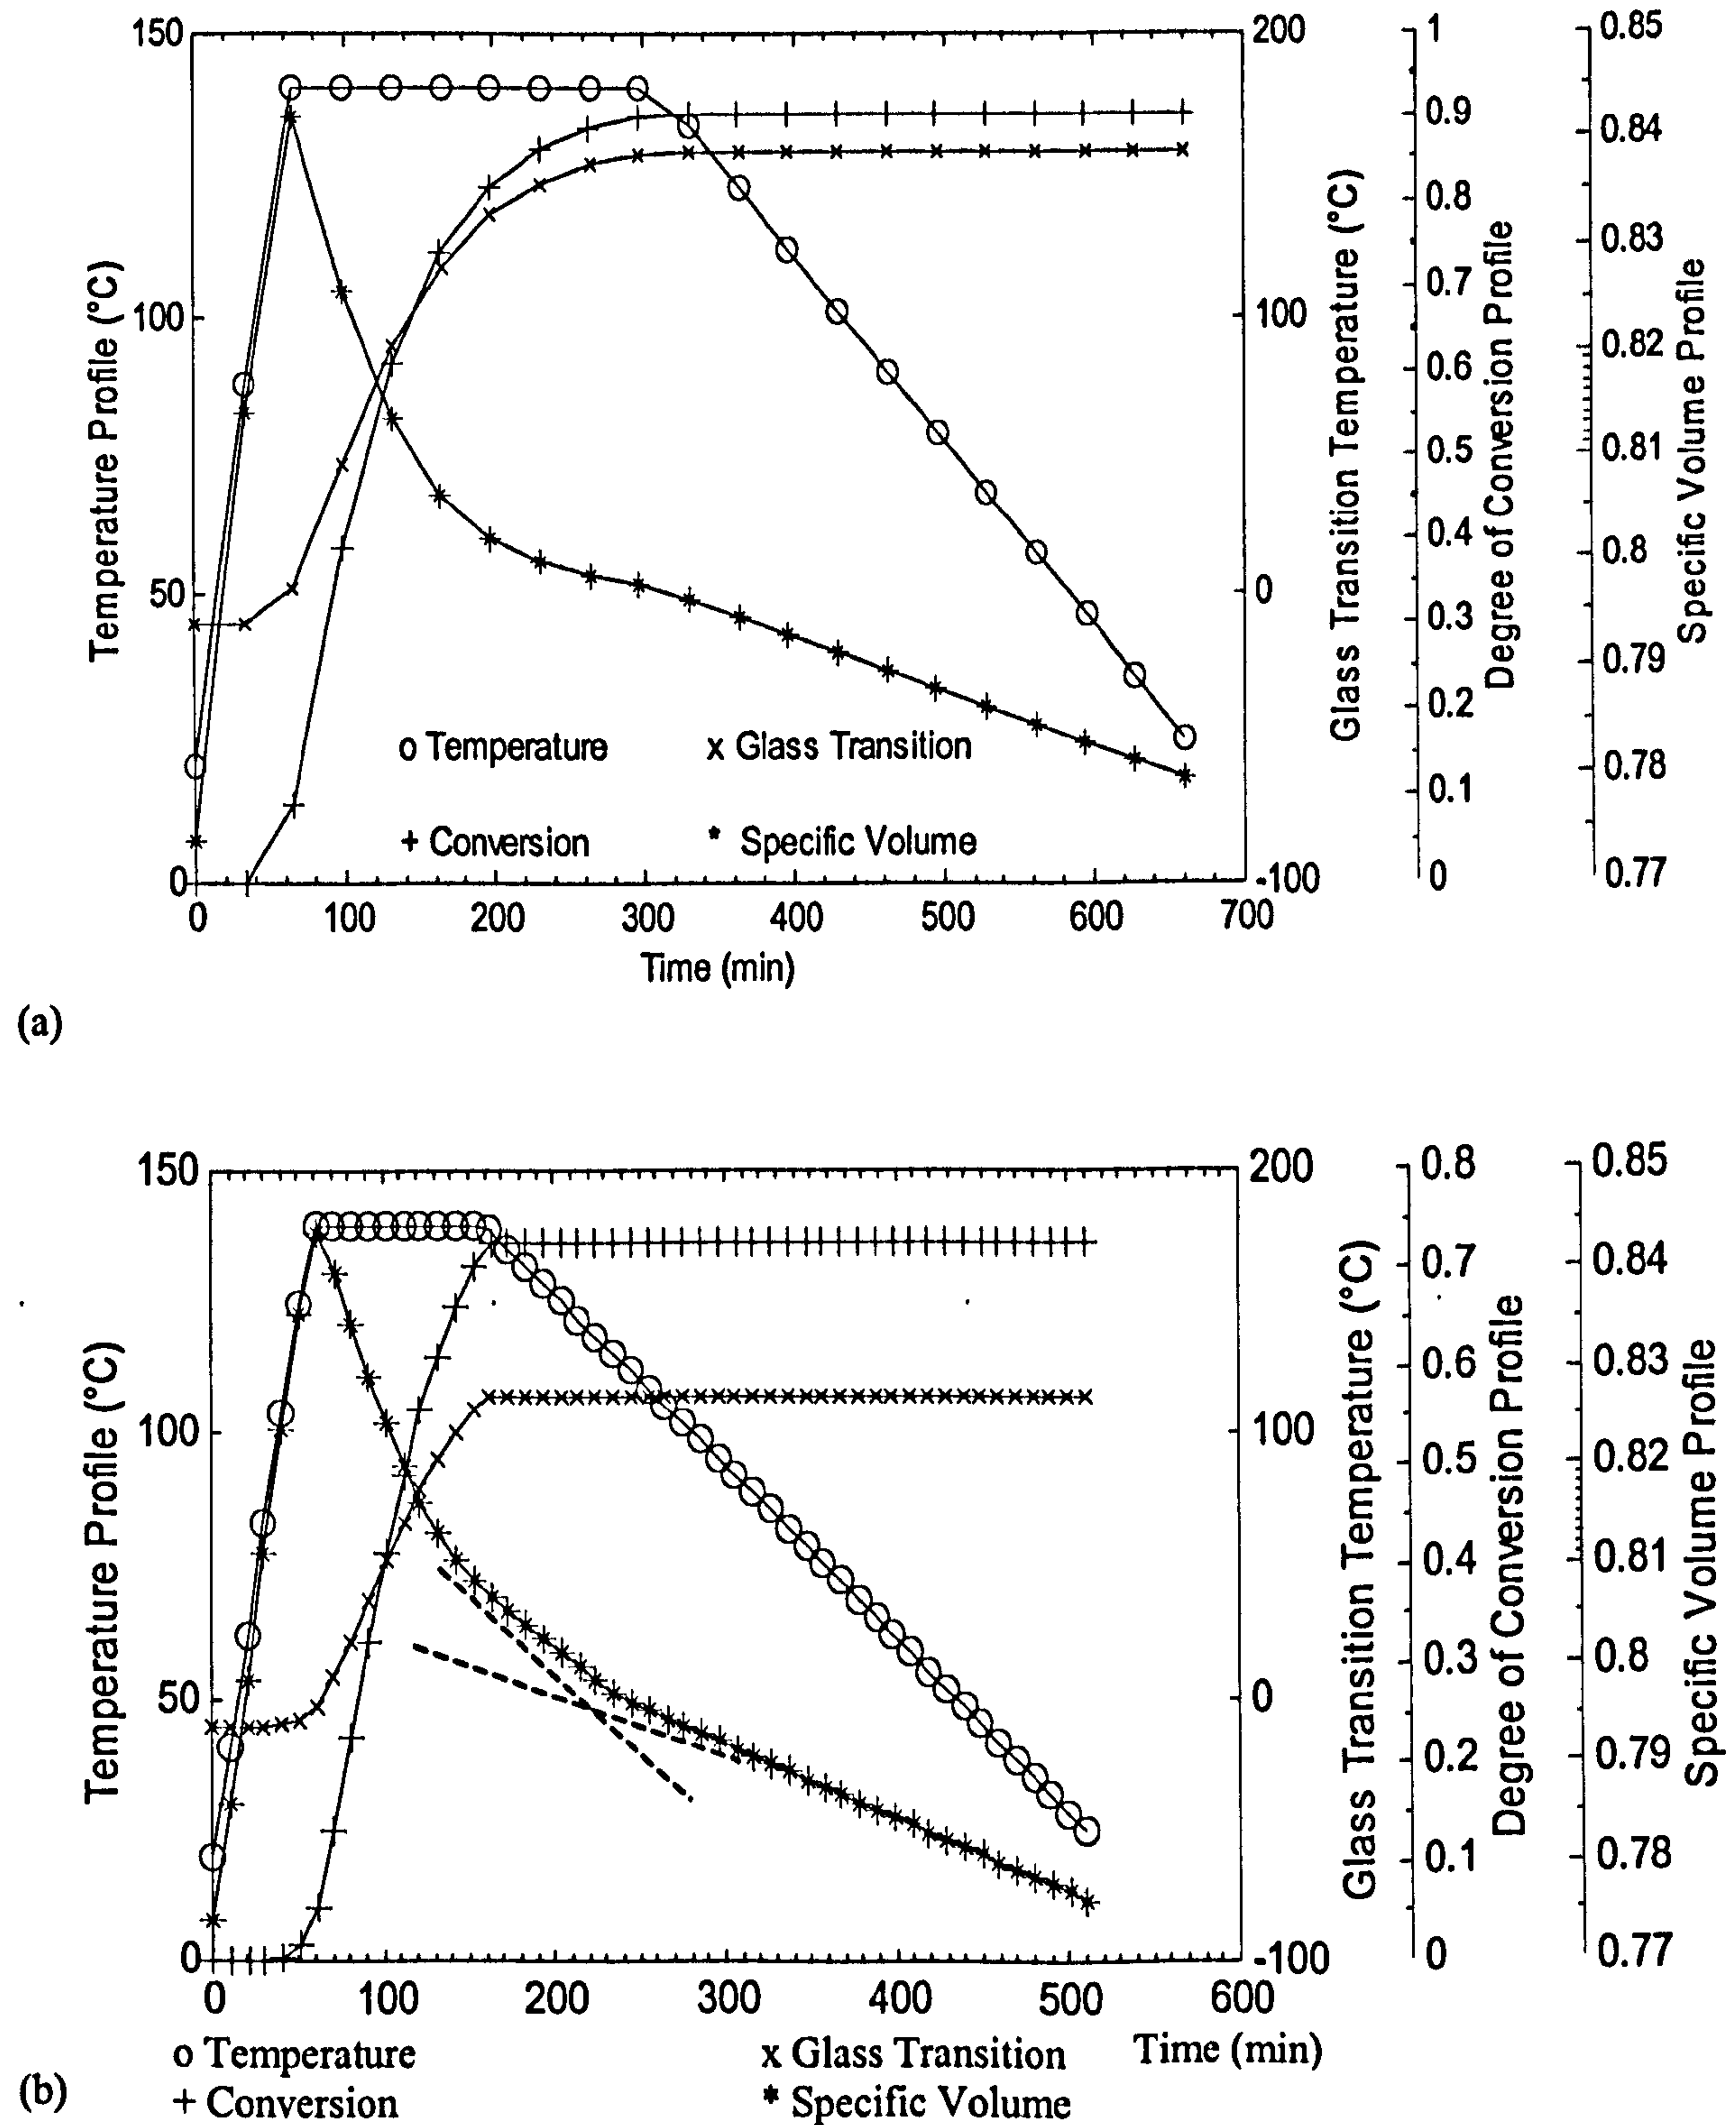 150
100
50
0
Temperature Profile (°C)
200
100
0
-100
Glass Transition Temperature (°C)
1
0.9
0.8
0.7
0.6
0.5
0.4
0.3
0.2
0.1
0
Degree of Conversion Profile
0.85
0.84
0.83
0.82
0.81
0.8
0.79
0.78
0.77
Specific Volume Profile
o Temperature
x Glass Transition
+ Conversion
* Specific Volume
0 100 200 300 400 500 600 700
Time (min)
(a)
150
100
50
0
Temperature Profile (°C)
200
100
0
-100
Glass Transition Temperature (°C)
0.8
0.7
0.6
0.5
0.4
0.3
0.2
0.1
0
Degree of Conversion Profile
0.85
0.84
0.83
0.82
0.81
0.8
0.79
0.78
0.77
Specific Volume Profile
0 100 200 300 400 500 600
o Temperature
x Glass Transition
Time (min)
+ Conversion
* Specific Volume
(b)